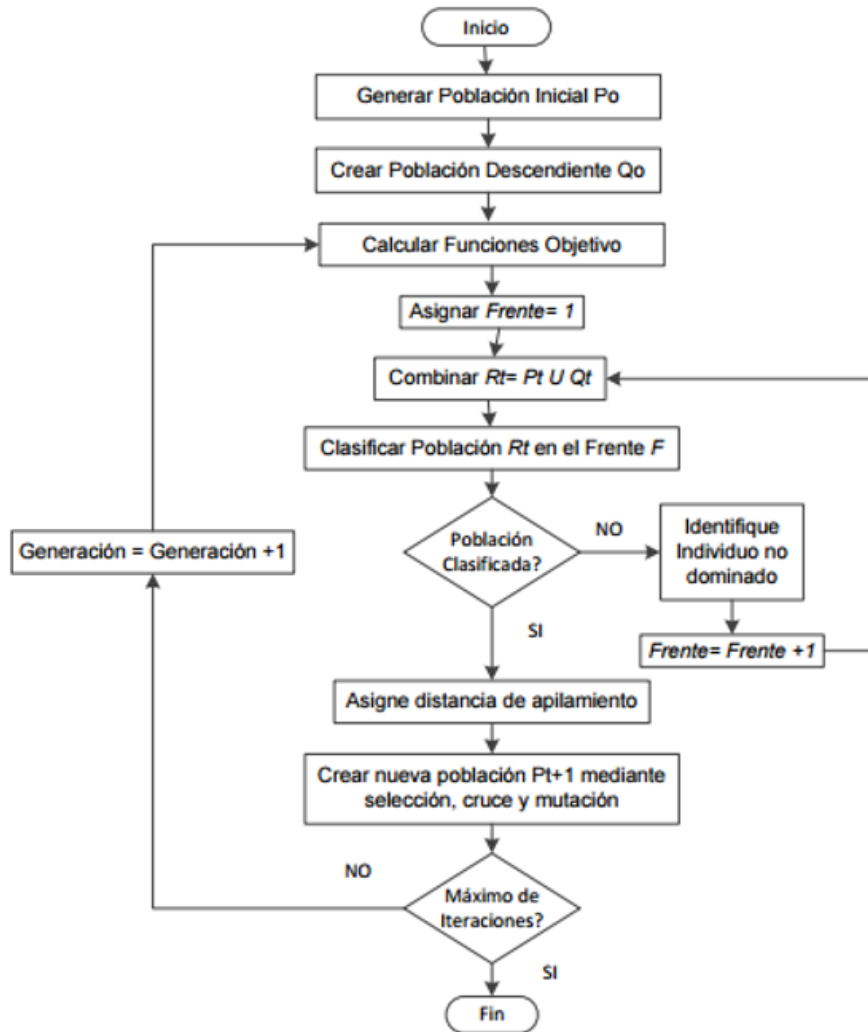 Inicio
Generar Población Inicial Po
Crear Población Descendiente Qo
Calcular Funciones Objetivo
Asignar Frente= 1
Combinar Rt= Pt U Qt
Clasificar Población Rt en el Frente F
Población
Clasificada?
NO
Identifique
Individuo no
dominado
Frente= Frente +1
SI
Generación = Generación +1
Asigne distancia de apilamiento
Crear nueva población Pt+1 mediante
selección, cruce y mutación
NO
Máximo de
Iteraciones?
SI
Fin